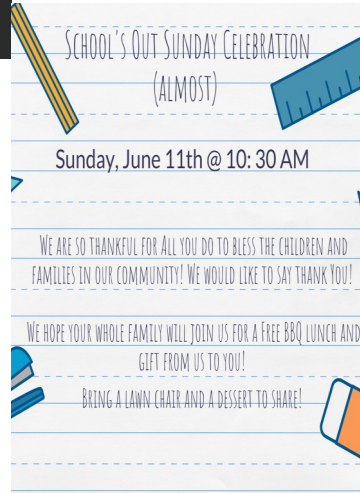 School's Out Sunday Celebration
(almost)
Sunday, June 11th @ 10: 30 AM
We are so thankful for All you do to bless the children and
families in our community! We would like to say thank You!
We hope your whole family will join us for a Free BBQ lunch and
gift from us to you!
Bring a lawn chair and a dessert to share!